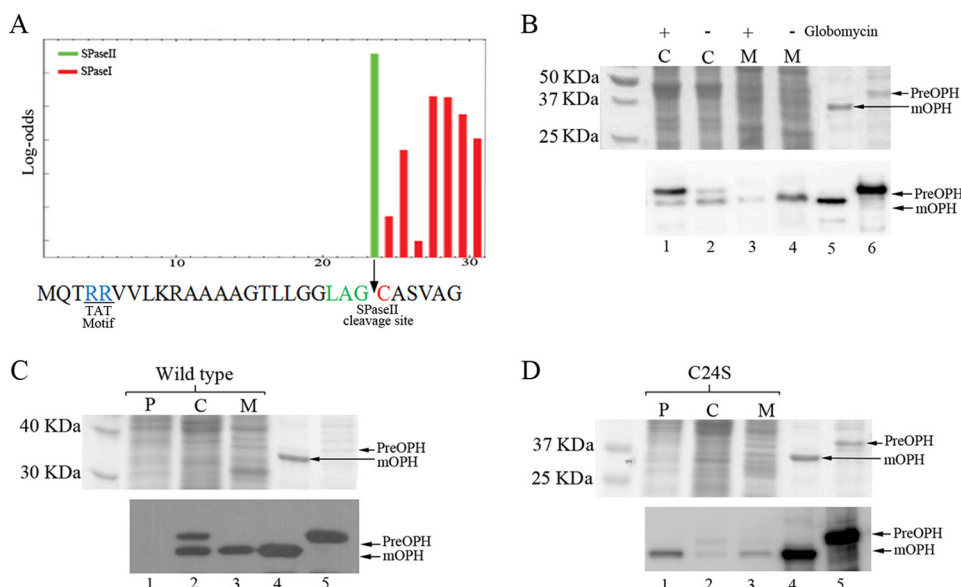 A
SPaseII
SPaseI
Log-odds
10
20
30
MQTRRVVLKRAAAAGTLLGGLAG CASVAG
TAT
Motif
SPaseII
cleavage site
B
+ - + - Globomycin
C C M M
50 KDa
37 KDa
25 KDa
PreOPH
mOPH
PreOPH
mOPH
1 2 3 4 5 6
C
Wild type
P C M
40 KDa
30 KDa
PreOPH
mOPH
PreOPH
mOPH
1 2 3 4 5
D
C24S
P C M
37 KDa
25 KDa
PreOPH
mOPH
PreOPH
mOPH
1 2 3 4 5